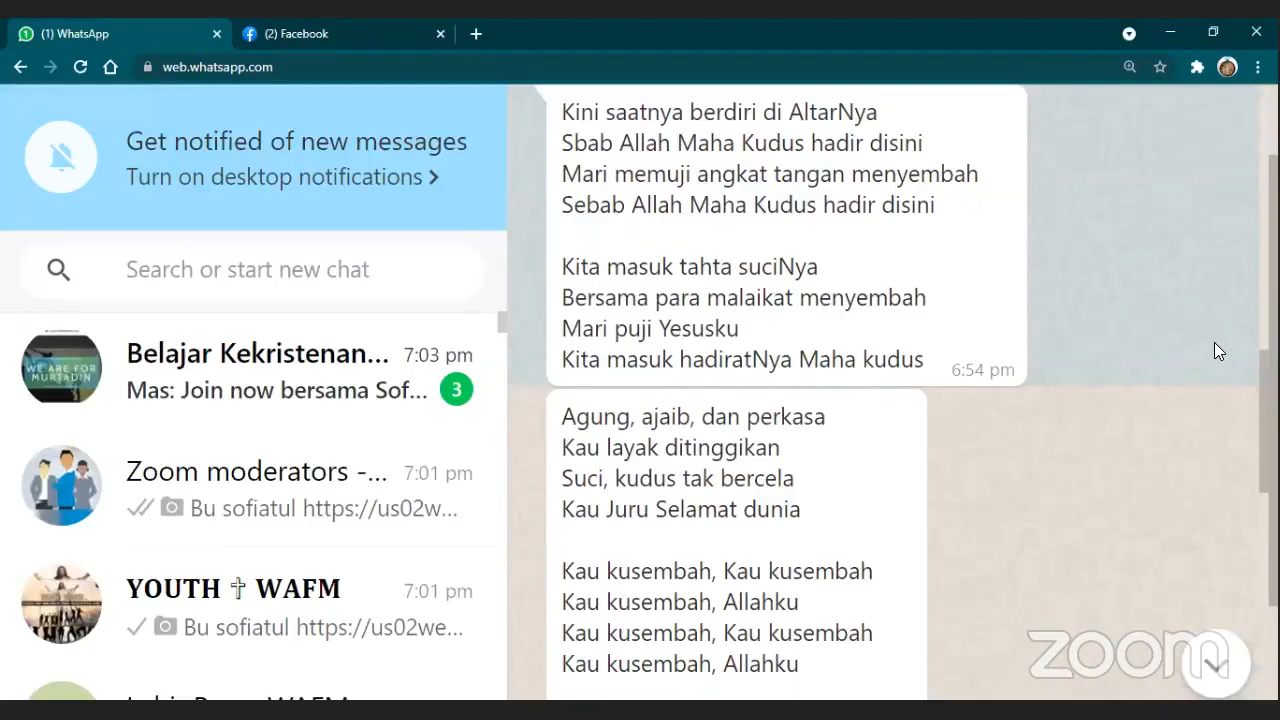 (1) WhatsApp
(2) Facebook
web.whatsapp.com
Get notified of new messages
Turn on desktop notifications
Search or start new chat
WE ARE FOR
MURTADIN
Belajar Kekristenan... 7:03 pm
Mas: Join now bersama Sof... 3
Zoom moderators -... 7:01 pm
Bu sofiatul https://us02w...
YOUTH ✝ WAFM 7:01 pm
Bu sofiatul https://us02we...
Kini saatnya berdiri di AltarNya
Sbab Allah Maha Kudus hadir disini
Mari memuji angkat tangan menyembah
Sebab Allah Maha Kudus hadir disini
Kita masuk tahta suciNya
Bersama para malaikat menyembah
Mari puji Yesusku
Kita masuk hadiratNya Maha kudus
6:54 pm
Agung, ajaib, dan perkasa
Kau layak ditinggikan
Suci, kudus tak bercela
Kau Juru Selamat dunia
Kau kusembah, Kau kusembah
Kau kusembah, Allahku
Kau kusembah, Kau kusembah
Kau kusembah, Allahku
zoom